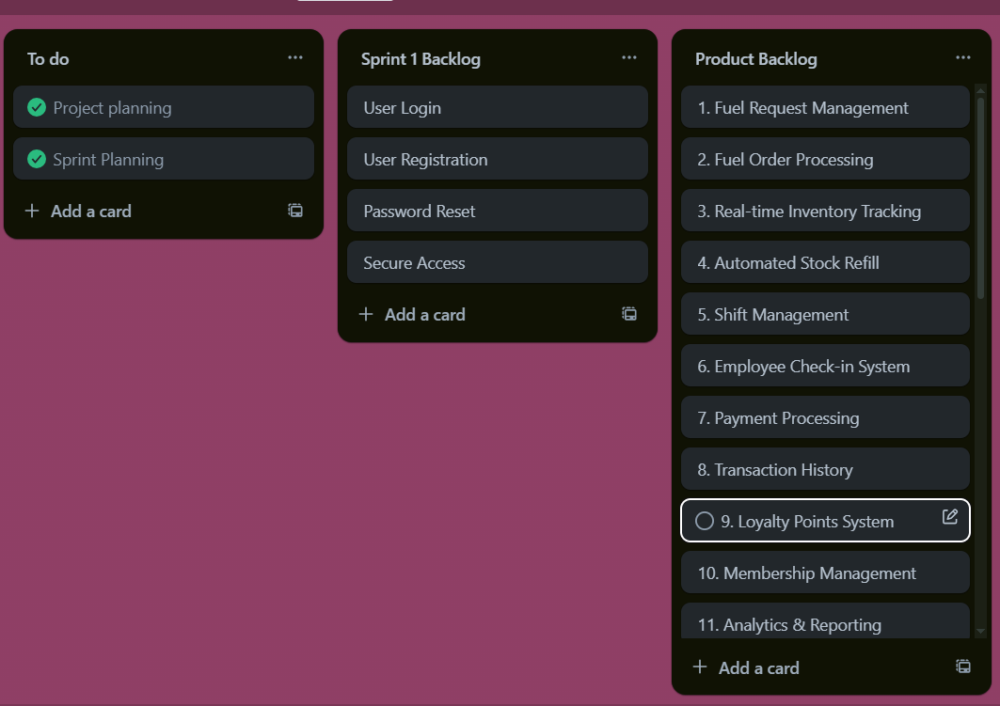 To do
Project planning
Sprint Planning
Add a card
Sprint 1 Backlog
User Login
User Registration
Password Reset
Secure Access
Add a card
Product Backlog
1. Fuel Request Management
2. Fuel Order Processing
3. Real-time Inventory Tracking
4. Automated Stock Refill
5. Shift Management
6. Employee Check-in System
7. Payment Processing
8. Transaction History
9. Loyalty Points System
10. Membership Management
11. Analytics & Reporting
Add a card